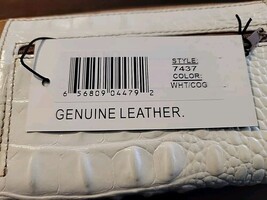 STYLE:
7437
COLOR:
WHT/COG
6 56809 04479 2
GENUINE LEATHER.